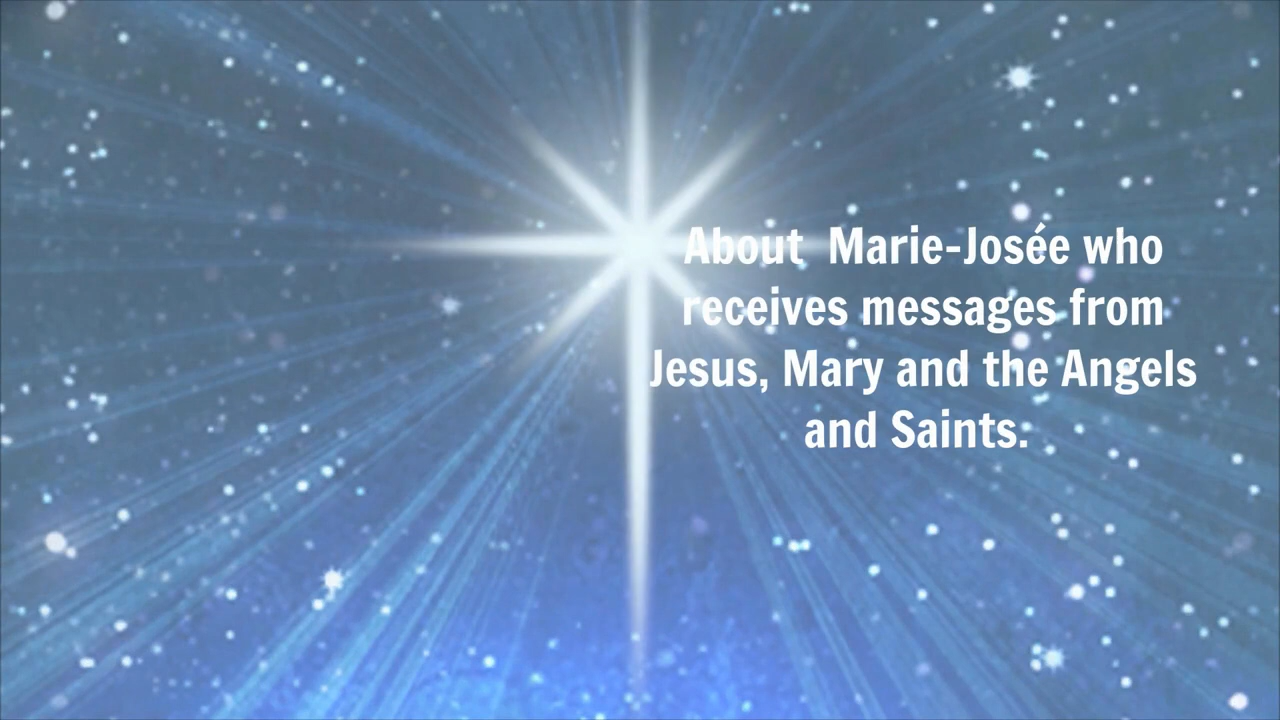 About  Marie-Josée who
receives messages from
Jesus, Mary and the Angels
and Saints.